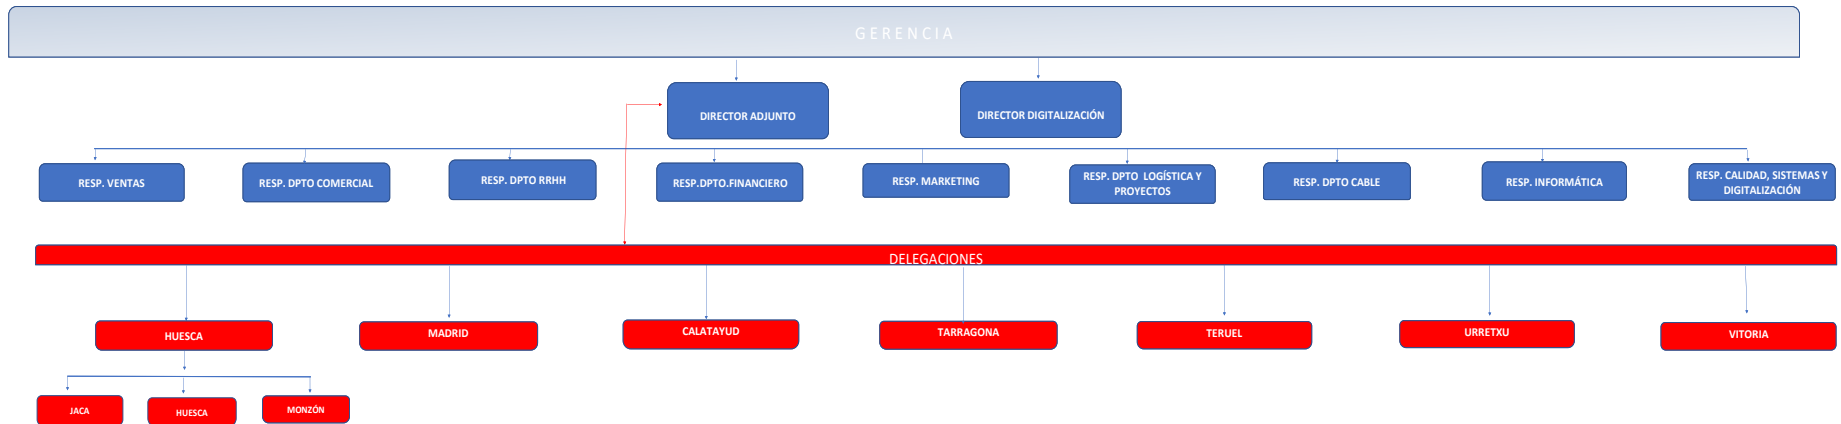 GERENCIA
DIRECTOR ADJUNTO
DIRECTOR DIGITALIZACIÓN
RESP. VENTAS
RESP. DPTO COMERCIAL
RESP. DPTO RRHH
RESP.DPTO.FINANCIERO
RESP. MARKETING
RESP. DPTO LOGÍSTICA Y
PROYECTOS
RESP. DPTO CABLE
RESP. INFORMÁTICA
RESP. CALIDAD, SISTEMAS Y
DIGITALIZACIÓN
DELEGACIONES
HUESCA
MADRID
CALATAYUD
TARRAGONA
TERUEL
URRETXU
VITORIA
JACA
HUESCA
MONZÓN